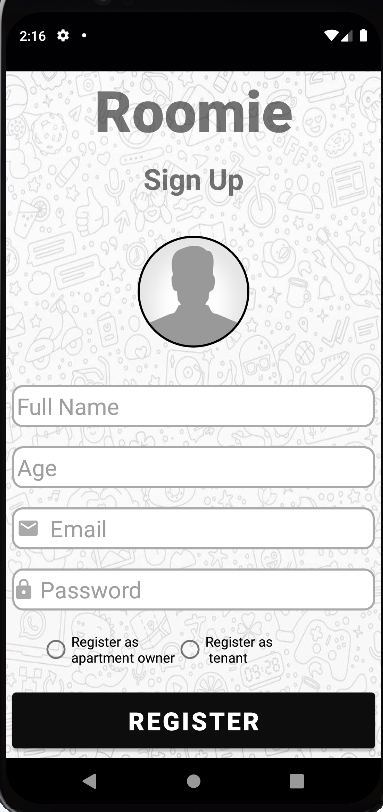 2:16
Roomie
Sign Up
Full Name
Age
Email
Password
Register as
apartment owner
Register as
tenant
REGISTER